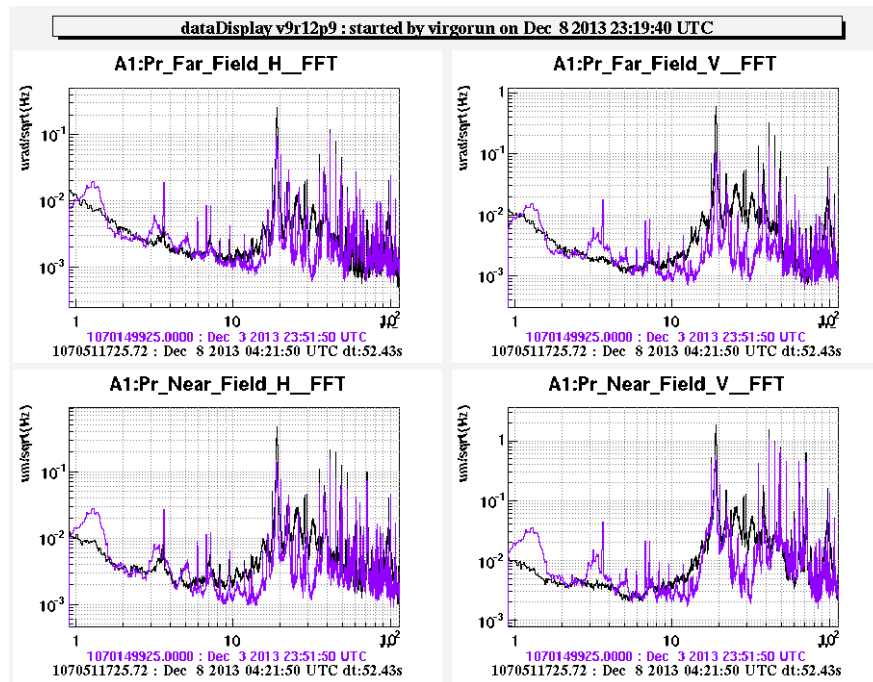 dataDisplay v9r12p9 : started by virgorun on Dec 8 2013 23:19:40 UTC
A1:Pr_Far_Field_H__FFT
urad/sqrt(Hz)
10-1
10-2
10-3
1
10
10²
1070149925.0000 : Dec 3 2013 23:51:50 UTC
1070511725.72 : Dec 8 2013 04:21:50 UTC dt:52.43s
A1:Pr_Far_Field_V__FFT
urad/sqrt(Hz)
1
10-1
10-2
10-3
1
10
10²
1070149925.0000 : Dec 3 2013 23:51:50 UTC
1070511725.72 : Dec 8 2013 04:21:50 UTC dt:52.43s
A1:Pr_Near_Field_H__FFT
um/sqrt(Hz)
10-1
10-2
10-3
1
10
10²
1070149925.0000 : Dec 3 2013 23:51:50 UTC
1070511725.72 : Dec 8 2013 04:21:50 UTC dt:52.43s
A1:Pr_Near_Field_V__FFT
um/sqrt(Hz)
1
10-1
10-2
10-3
1
10
10²
1070149925.0000 : Dec 3 2013 23:51:50 UTC
1070511725.72 : Dec 8 2013 04:21:50 UTC dt:52.43s